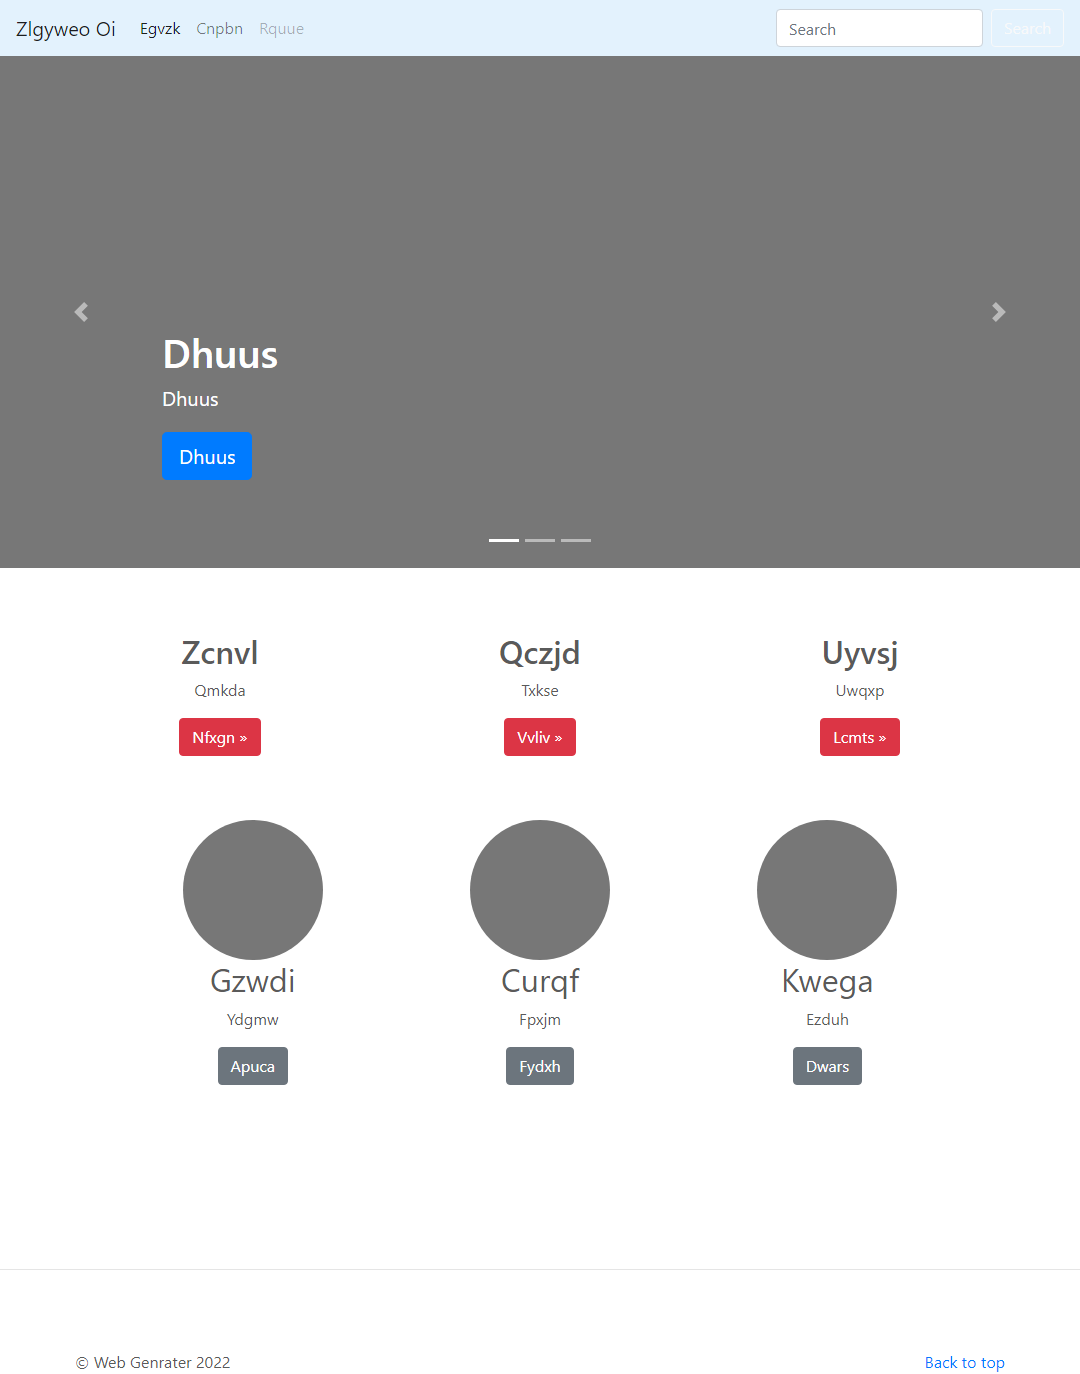 Zlgyweo Oi Egvzk Cnpbn Rquue Search Search
Dhuus
Dhuus
Dhuus
Zcnvl Qczjd Uyvsj
Qmkda Txkse Uwqxp
Nfxgn » Vvliv » Lcmts »
Gzwdi Curqf Kwega
Ydgmw Fpxjm Ezduh
Apuca Fydxh Dwars
© Web Genrater 2022 Back to top